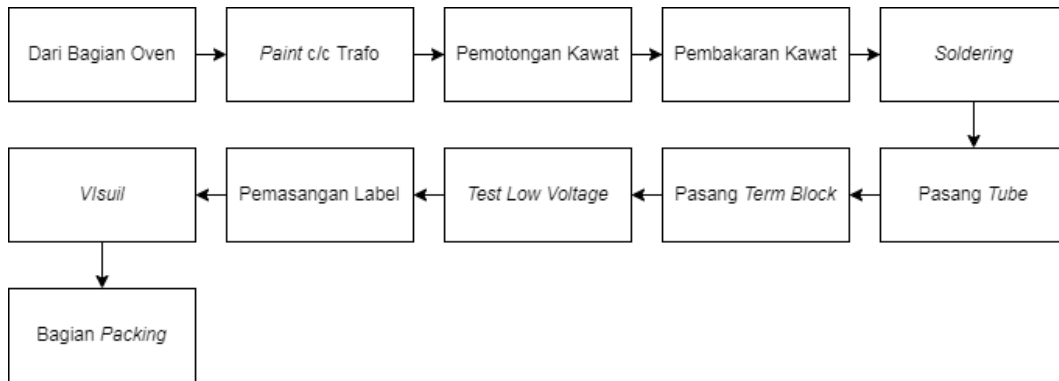 Dari Bagian Oven
Paint c/c Trafo
Pemotongan Kawat
Pembakaran Kawat
Soldering
Pasang Tube
Pasang Term Block
Test Low Voltage
Pemasangan Label
VIsuil
Bagian Packing